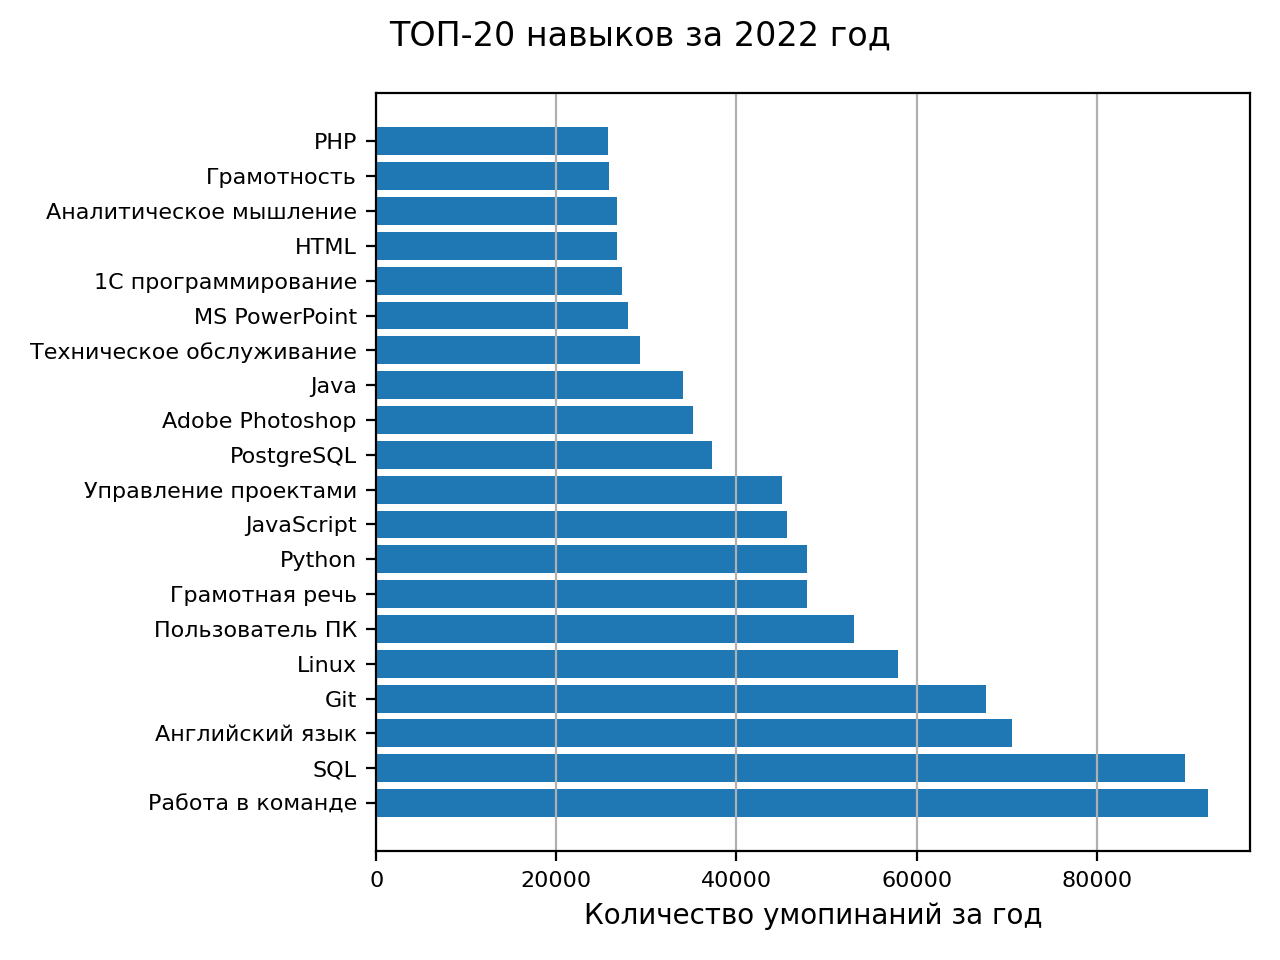 ТОП-20 навыков за 2022 год
PHP
Грамотность
Аналитическое мышление
HTML
1С программирование
MS PowerPoint
Техническое обслуживание
Java
Adobe Photoshop
PostgreSQL
Управление проектами
JavaScript
Python
Грамотная речь
Пользователь ПК
Linux
Git
Английский язык
SQL
Работа в команде
0 20000 40000 60000 80000
Количество умопинаний за год